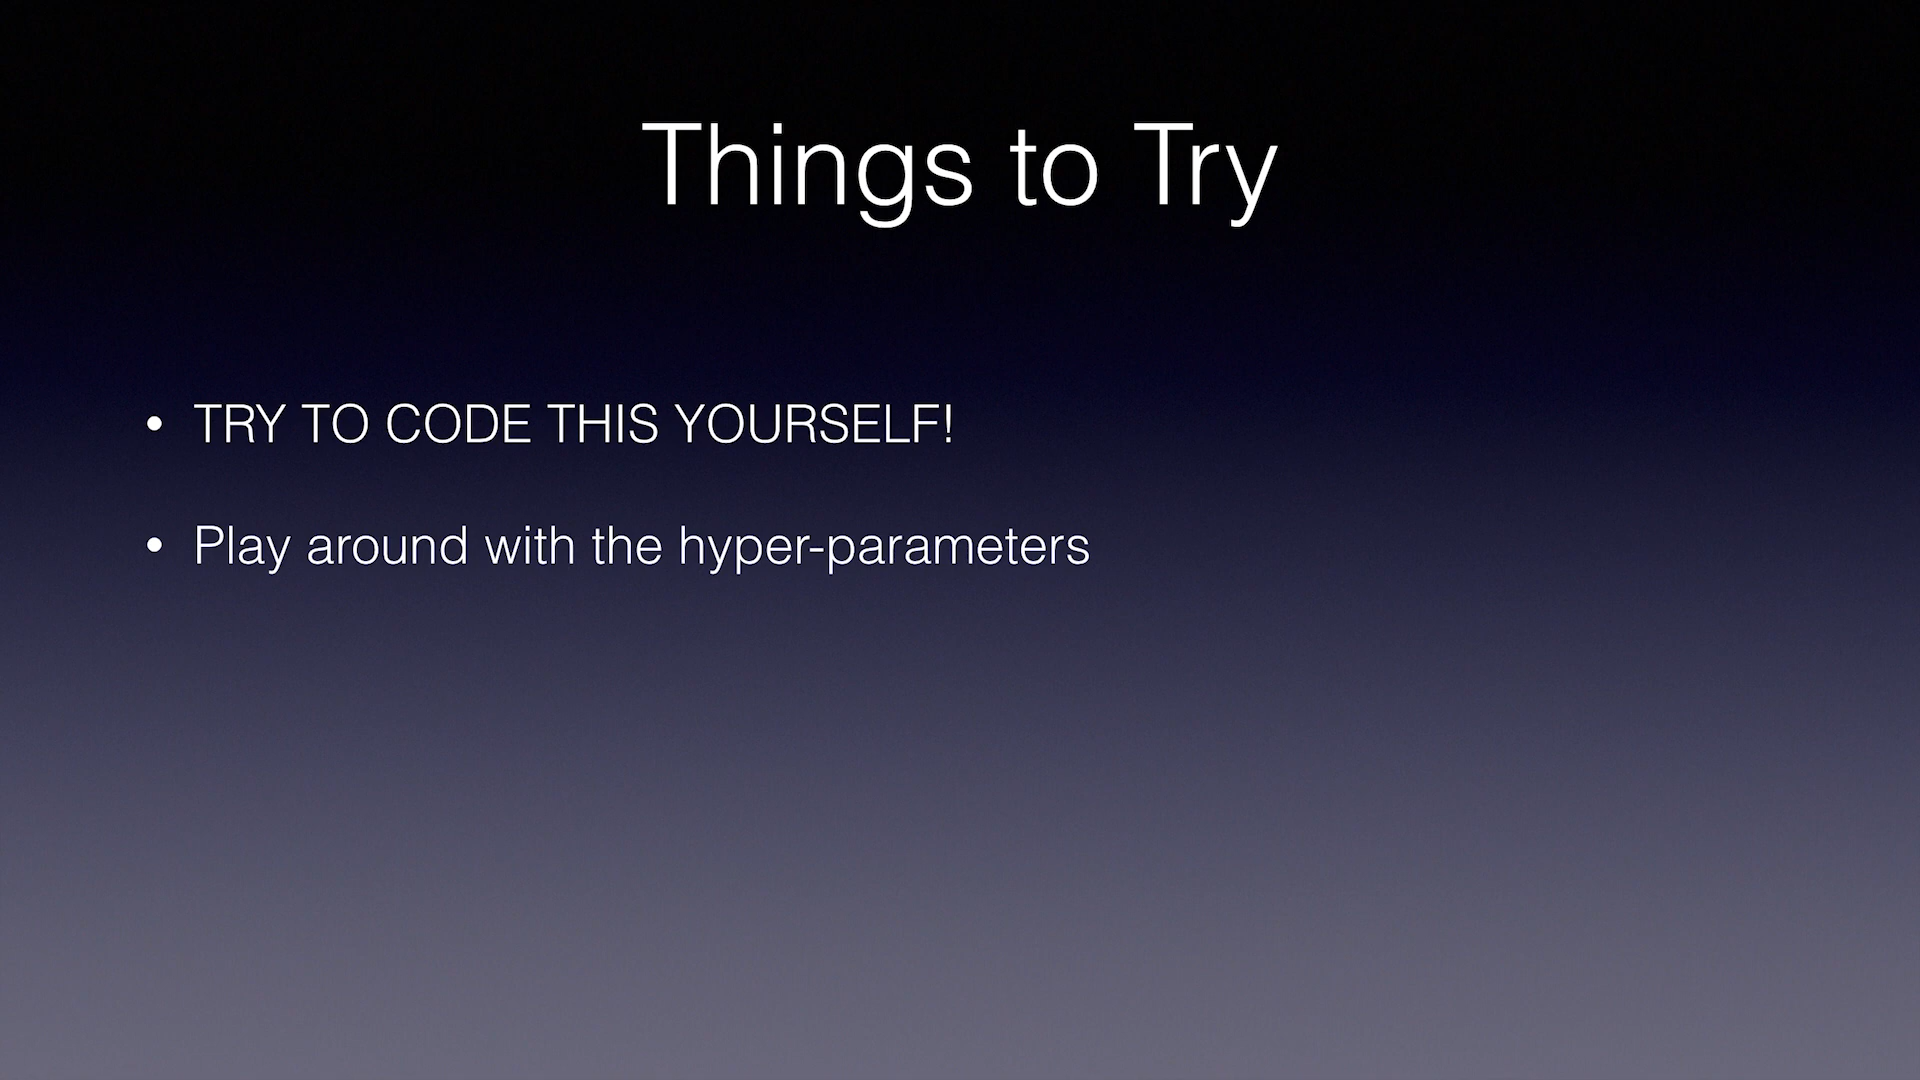 Things to Try
• TRY TO CODE THIS YOURSELF!
• Play around with the hyper-parameters